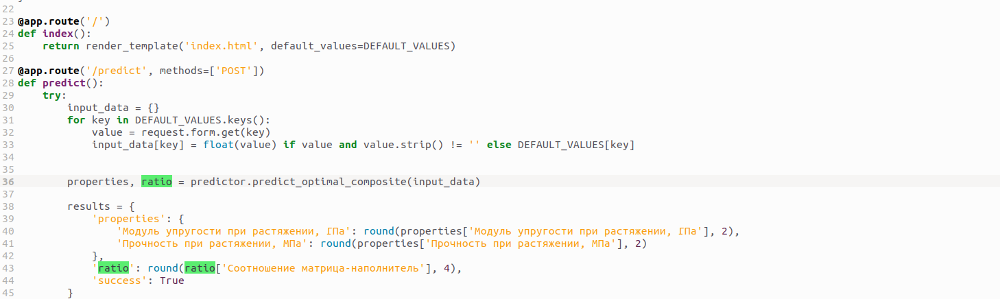 22
23 @app.route('/')
24 def index():
25     return render_template('index.html', default_values=DEFAULT_VALUES)
26
27 @app.route('/predict', methods=['POST'])
28 def predict():
29     try:
30         input_data = {}
31         for key in DEFAULT_VALUES.keys():
32             value = request.form.get(key)
33             input_data[key] = float(value) if value and value.strip() != '' else DEFAULT_VALUES[key]
34
35
36         properties, ratio = predictor.predict_optimal_composite(input_data)
37
38         results = {
39             'properties': {
40                 'Модуль упругости при растяжении, ГПа': round(properties['Модуль упругости при растяжении, ГПа'], 2),
41                 'Прочность при растяжении, МПа': round(properties['Прочность при растяжении, МПа'], 2)
42             },
43             'ratio': round(ratio['Соотношение матрица-наполнитель'], 4),
44             'success': True
45         }